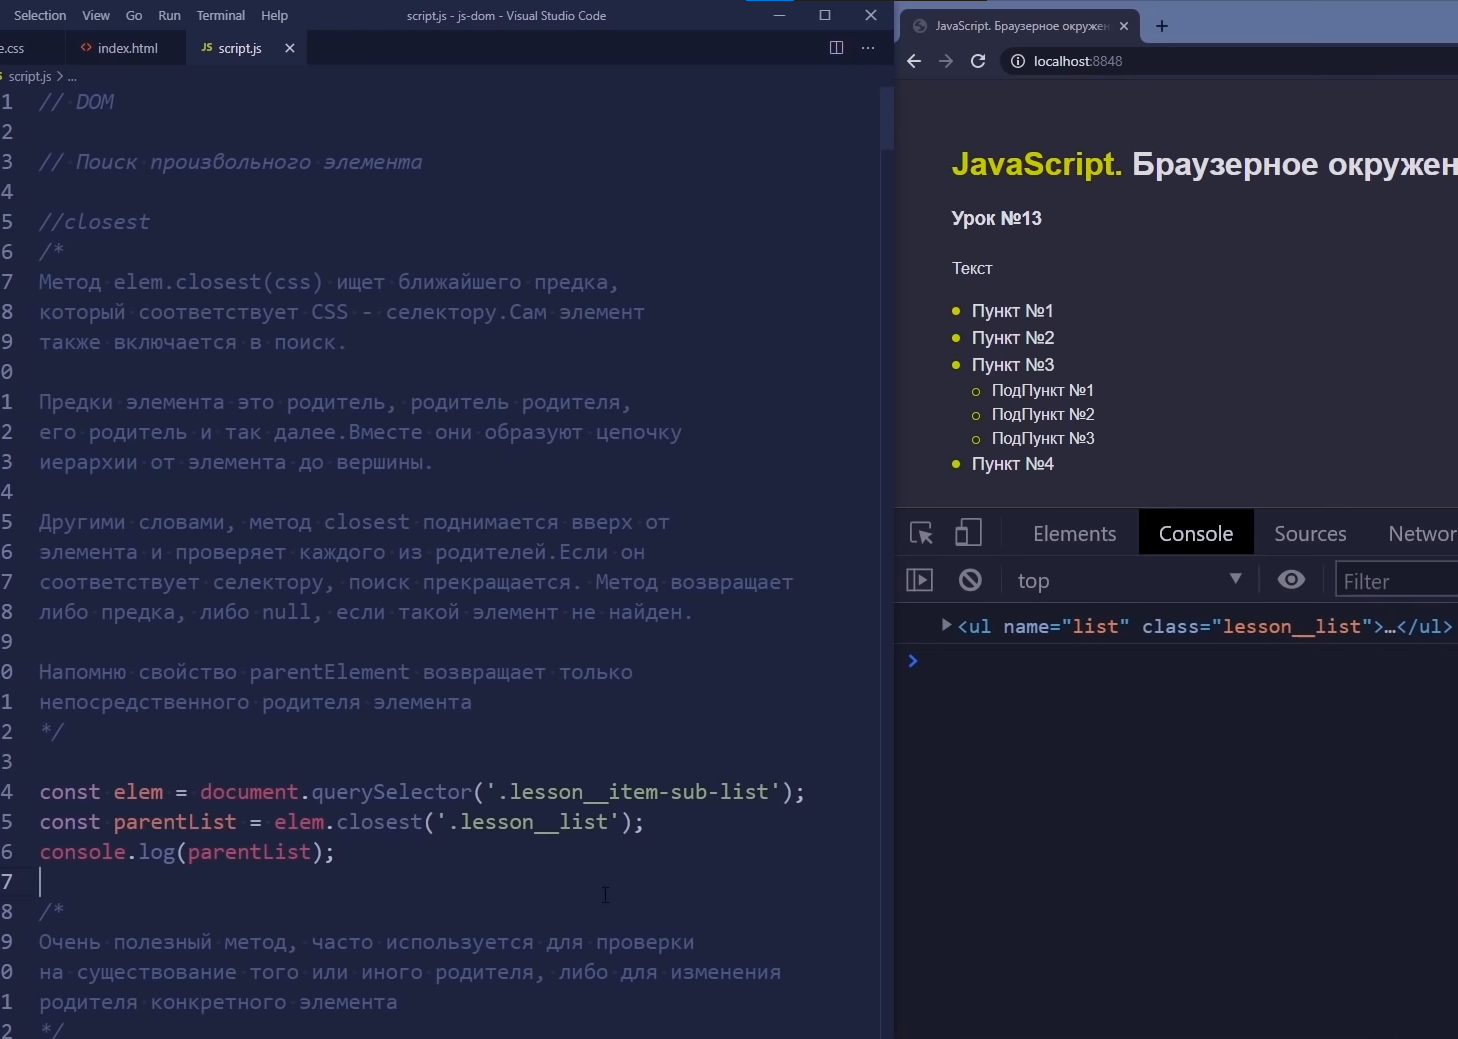 Selection View Go Run Terminal Help script.js - js-dom - Visual Studio Code
e.css index.html JS script.js
script.js > ...
1 // DOM
2
3 // Поиск произвольного элемента
4
5 //closest
6 /*
7 Метод elem.closest(css) ищет ближайшего предка,
8 который соответствует CSS - селектору.Сам элемент
9 также включается в поиск.
0
1 Предки элемента это родитель, родитель родителя,
2 его родитель и так далее.Вместе они образуют цепочку
3 иерархии от элемента до вершины.
4
5 Другими словами, метод closest поднимается вверх от
6 элемента и проверяет каждого из родителей.Если он
7 соответствует селектору, поиск прекращается. Метод возвращает
8 либо предка, либо null, если такой элемент не найден.
9
0 Напомню свойство parentElement возвращает только
1 непосредственного родителя элемента
2 */
3
4 const elem = document.querySelector('.lesson__item-sub-list');
5 const parentList = elem.closest('.lesson__list');
6 console.log(parentList);
7
8 /*
9 Очень полезный метод, часто используется для проверки
0 на существование того или иного родителя, либо для изменения
1 родителя конкретного элемента
2 */
JavaScript. Браузерное окружен
localhost:8848
JavaScript. Браузерное окружен
Урок №13
Текст
Пункт №1
Пункт №2
Пункт №3
ПодПункт №1
ПодПункт №2
ПодПункт №3
Пункт №4
Elements Console Sources Networ
top Filter
<ul name="list" class="lesson__list">…</ul>